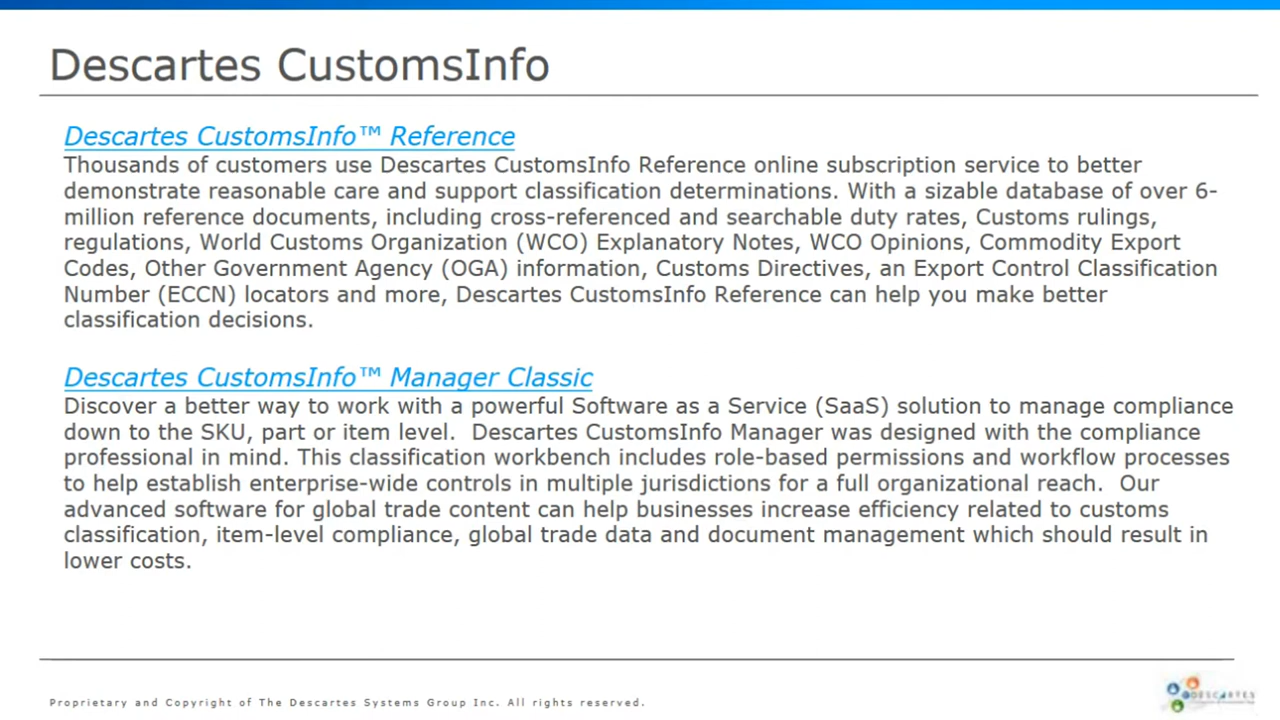 Descartes CustomsInfo
Descartes CustomsInfo™ Reference
Thousands of customers use Descartes CustomsInfo Reference online subscription service to better
demonstrate reasonable care and support classification determinations. With a sizable database of over 6-
million reference documents, including cross-referenced and searchable duty rates, Customs rulings,
regulations, World Customs Organization (WCO) Explanatory Notes, WCO Opinions, Commodity Export
Codes, Other Government Agency (OGA) information, Customs Directives, an Export Control Classification
Number (ECCN) locators and more, Descartes CustomsInfo Reference can help you make better
classification decisions.
Descartes CustomsInfo™ Manager Classic
Discover a better way to work with a powerful Software as a Service (SaaS) solution to manage compliance
down to the SKU, part or item level.  Descartes CustomsInfo Manager was designed with the compliance
professional in mind. This classification workbench includes role-based permissions and workflow processes
to help establish enterprise-wide controls in multiple jurisdictions for a full organizational reach.  Our
advanced software for global trade content can help businesses increase efficiency related to customs
classification, item-level compliance, global trade data and document management which should result in
lower costs.
Proprietary and Copyright of The Descartes Systems Group Inc. All rights reserved.
DESCARTES